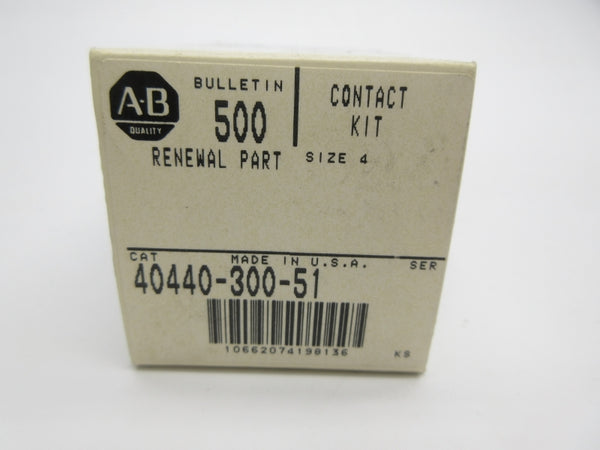 A-B
QUALITY
BULLETIN
500
CONTACT
KIT
RENEWAL PART SIZE 4
CAT MADE IN U.S.A. SER
40440-300-51
10662074198136
KS